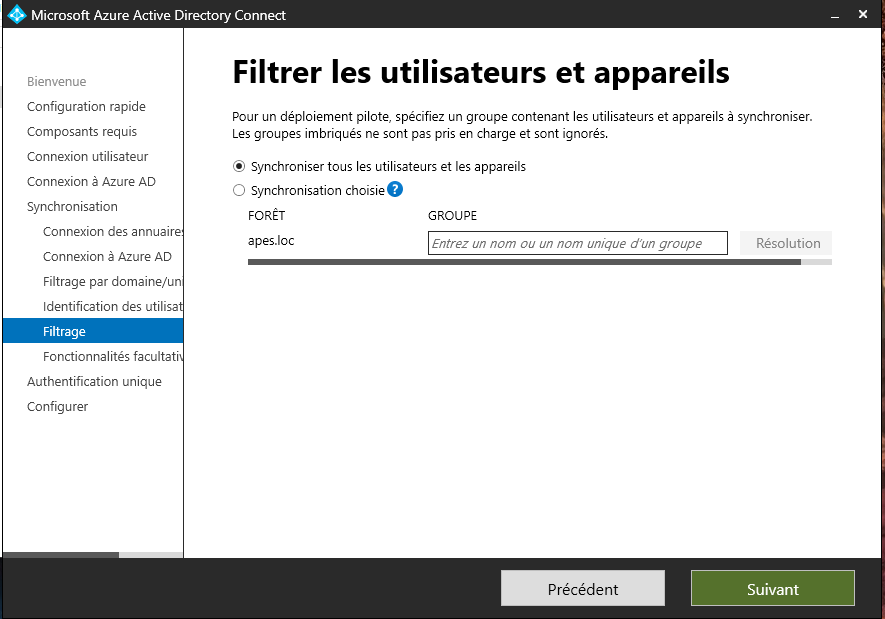 Microsoft Azure Active Directory Connect
Bienvenue
Configuration rapide
Composants requis
Connexion utilisateur
Connexion à Azure AD
Synchronisation
Connexion des annuaires
Connexion à Azure AD
Filtrage par domaine/uni
Identification des utilisat
Filtrage
Fonctionnalités facultativ
Authentification unique
Configurer
Filtrer les utilisateurs et appareils
Pour un déploiement pilote, spécifiez un groupe contenant les utilisateurs et appareils à synchroniser.
Les groupes imbriqués ne sont pas pris en charge et sont ignorés.
Synchroniser tous les utilisateurs et les appareils
Synchronisation choisie ?
FORÊT GROUPE
apes.loc Entrez un nom ou un nom unique d'un groupe Résolution
Précédent Suivant